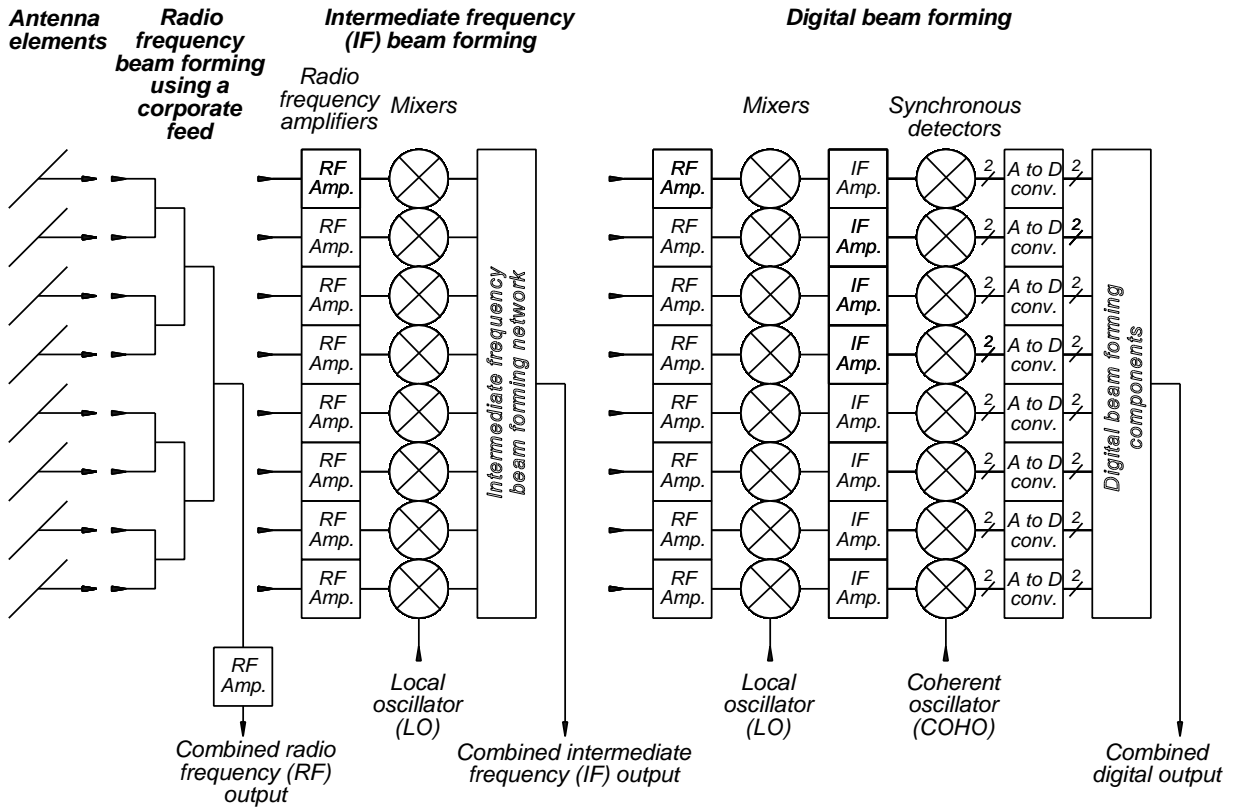 Antenna
elements
Radio
frequency
beam forming
using a
corporate
feed
Intermediate frequency
(IF) beam forming
Digital beam forming
Radio
frequency
amplifiers
Mixers
Mixers
Synchronous
detectors
RF
Amp.
RF
Amp.
RF
Amp.
RF
Amp.
RF
Amp.
RF
Amp.
RF
Amp.
RF
Amp.
Intermediate frequency
beam forming network
RF
Amp.
RF
Amp.
RF
Amp.
RF
Amp.
RF
Amp.
RF
Amp.
RF
Amp.
RF
Amp.
IF
Amp.
IF
Amp.
IF
Amp.
IF
Amp.
IF
Amp.
IF
Amp.
IF
Amp.
IF
Amp.
2
2
2
2
2
2
2
2
A to D
conv.
A to D
conv.
A to D
conv.
A to D
conv.
A to D
conv.
A to D
conv.
A to D
conv.
A to D
conv.
2
2
2
2
2
2
2
2
Digital beam forming
components
RF
Amp.
Combined radio
frequency (RF)
output
Local
oscillator
(LO)
Combined intermediate
frequency (IF) output
Local
oscillator
(LO)
Coherent
oscillator
(COHO)
Combined
digital output